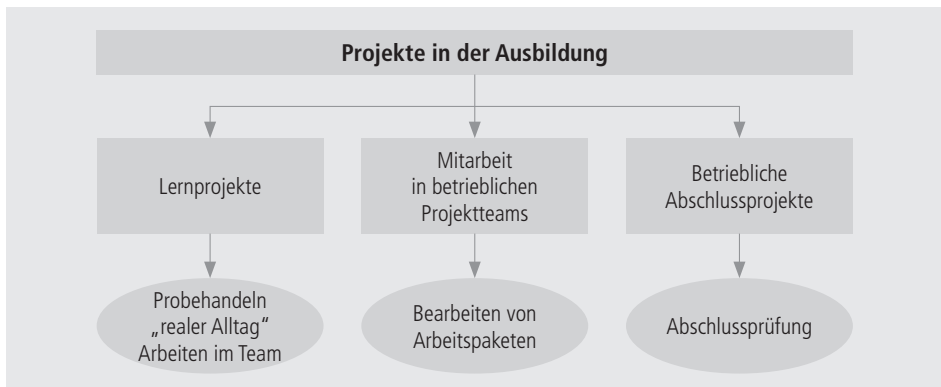 Projekte in der Ausbildung
Lernprojekte
Mitarbeit
in betrieblichen
Projektteams
Betriebliche
Abschlussprojekte
Probehandeln
„realer Alltag“
Arbeiten im Team
Bearbeiten von
Arbeitspaketen
Abschlussprüfung